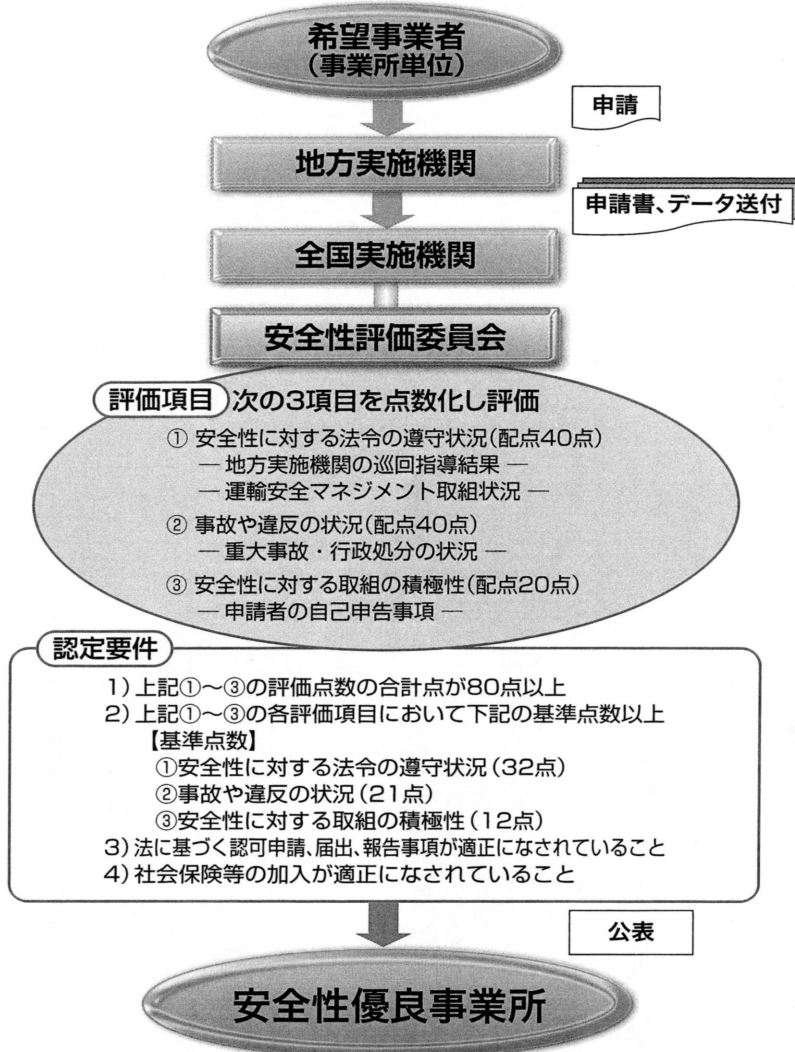 希望事業者
(事業所単位)
申請
地方実施機関
申請書、データ送付
全国実施機関
安全性評価委員会
評価項目 次の3項目を点数化し評価
① 安全性に対する法令の遵守状況(配点40点)
― 地方実施機関の巡回指導結果 ―
― 運輸安全マネジメント取組状況 ―
② 事故や違反の状況(配点40点)
― 重大事故・行政処分の状況 ―
③ 安全性に対する取組の積極性(配点20点)
― 申請者の自己申告事項 ―
認定要件
1)上記①～③の評価点数の合計点が80点以上
2)上記①～③の各評価項目において下記の基準点数以上
【基準点数】
①安全性に対する法令の遵守状況(32点)
②事故や違反の状況(21点)
③安全性に対する取組の積極性(12点)
3)法に基づく認可申請、届出、報告事項が適正になされていること
4)社会保険等の加入が適正になされていること
公表
安全性優良事業所